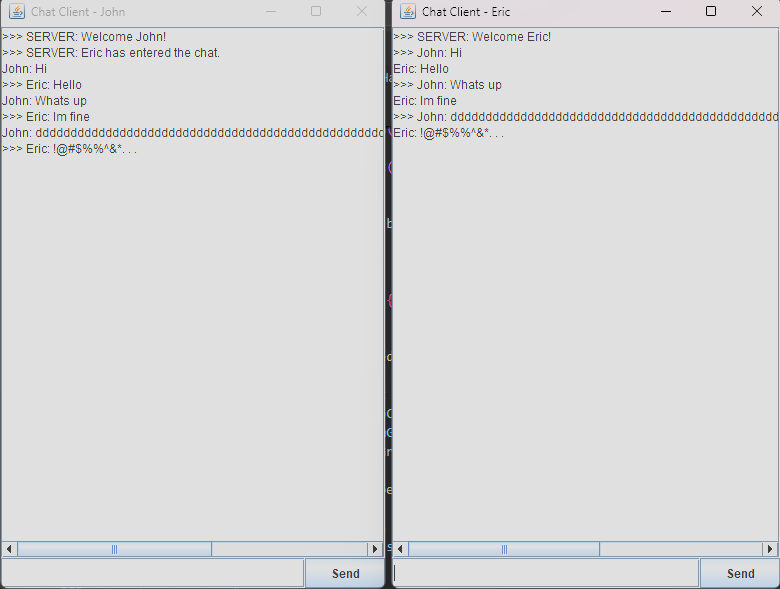 Chat Client - John
>>> SERVER: Welcome John!
>>> SERVER: Eric has entered the chat.
John: Hi
>>> Eric: Hello
John: Whats up
>>> Eric: Im fine
John: dddddddddddddddddddddddddddddddddddddddddddddddddd
>>> Eric: !@#$%%^&*. . .
Send
Chat Client - Eric
>>> SERVER: Welcome Eric!
>>> John: Hi
Eric: Hello
>>> John: Whats up
Eric: Im fine
>>> John: ddddddddddddddddddddddddddddddddddddddddddddddd
Eric: !@#$%%^&*. . .
Send